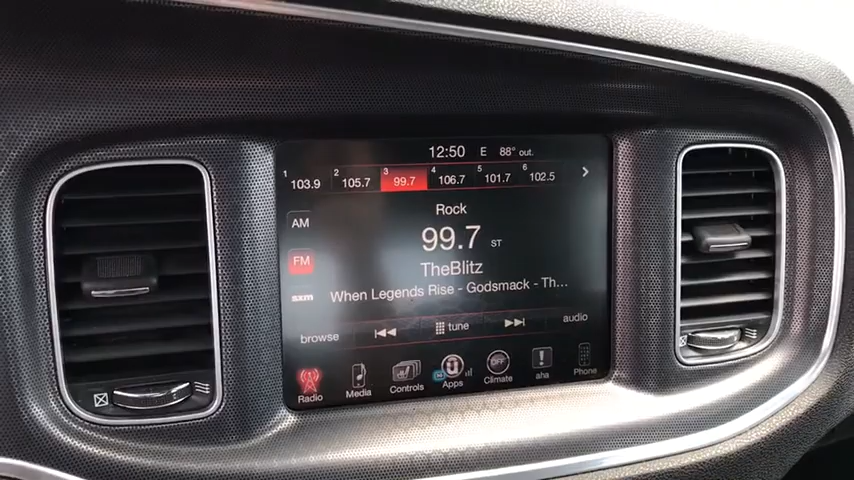 12:50 E 88° out.
1 103.9 2 105.7 3 99.7 4 106.7 5 101.7 6 102.5
Rock
AM
99.7 ST
FM
TheBlitz
sxm
When Legends Rise - Godsmack - Th...
browse tune audio
Radio Media Controls Apps OFF Climate aha Phone